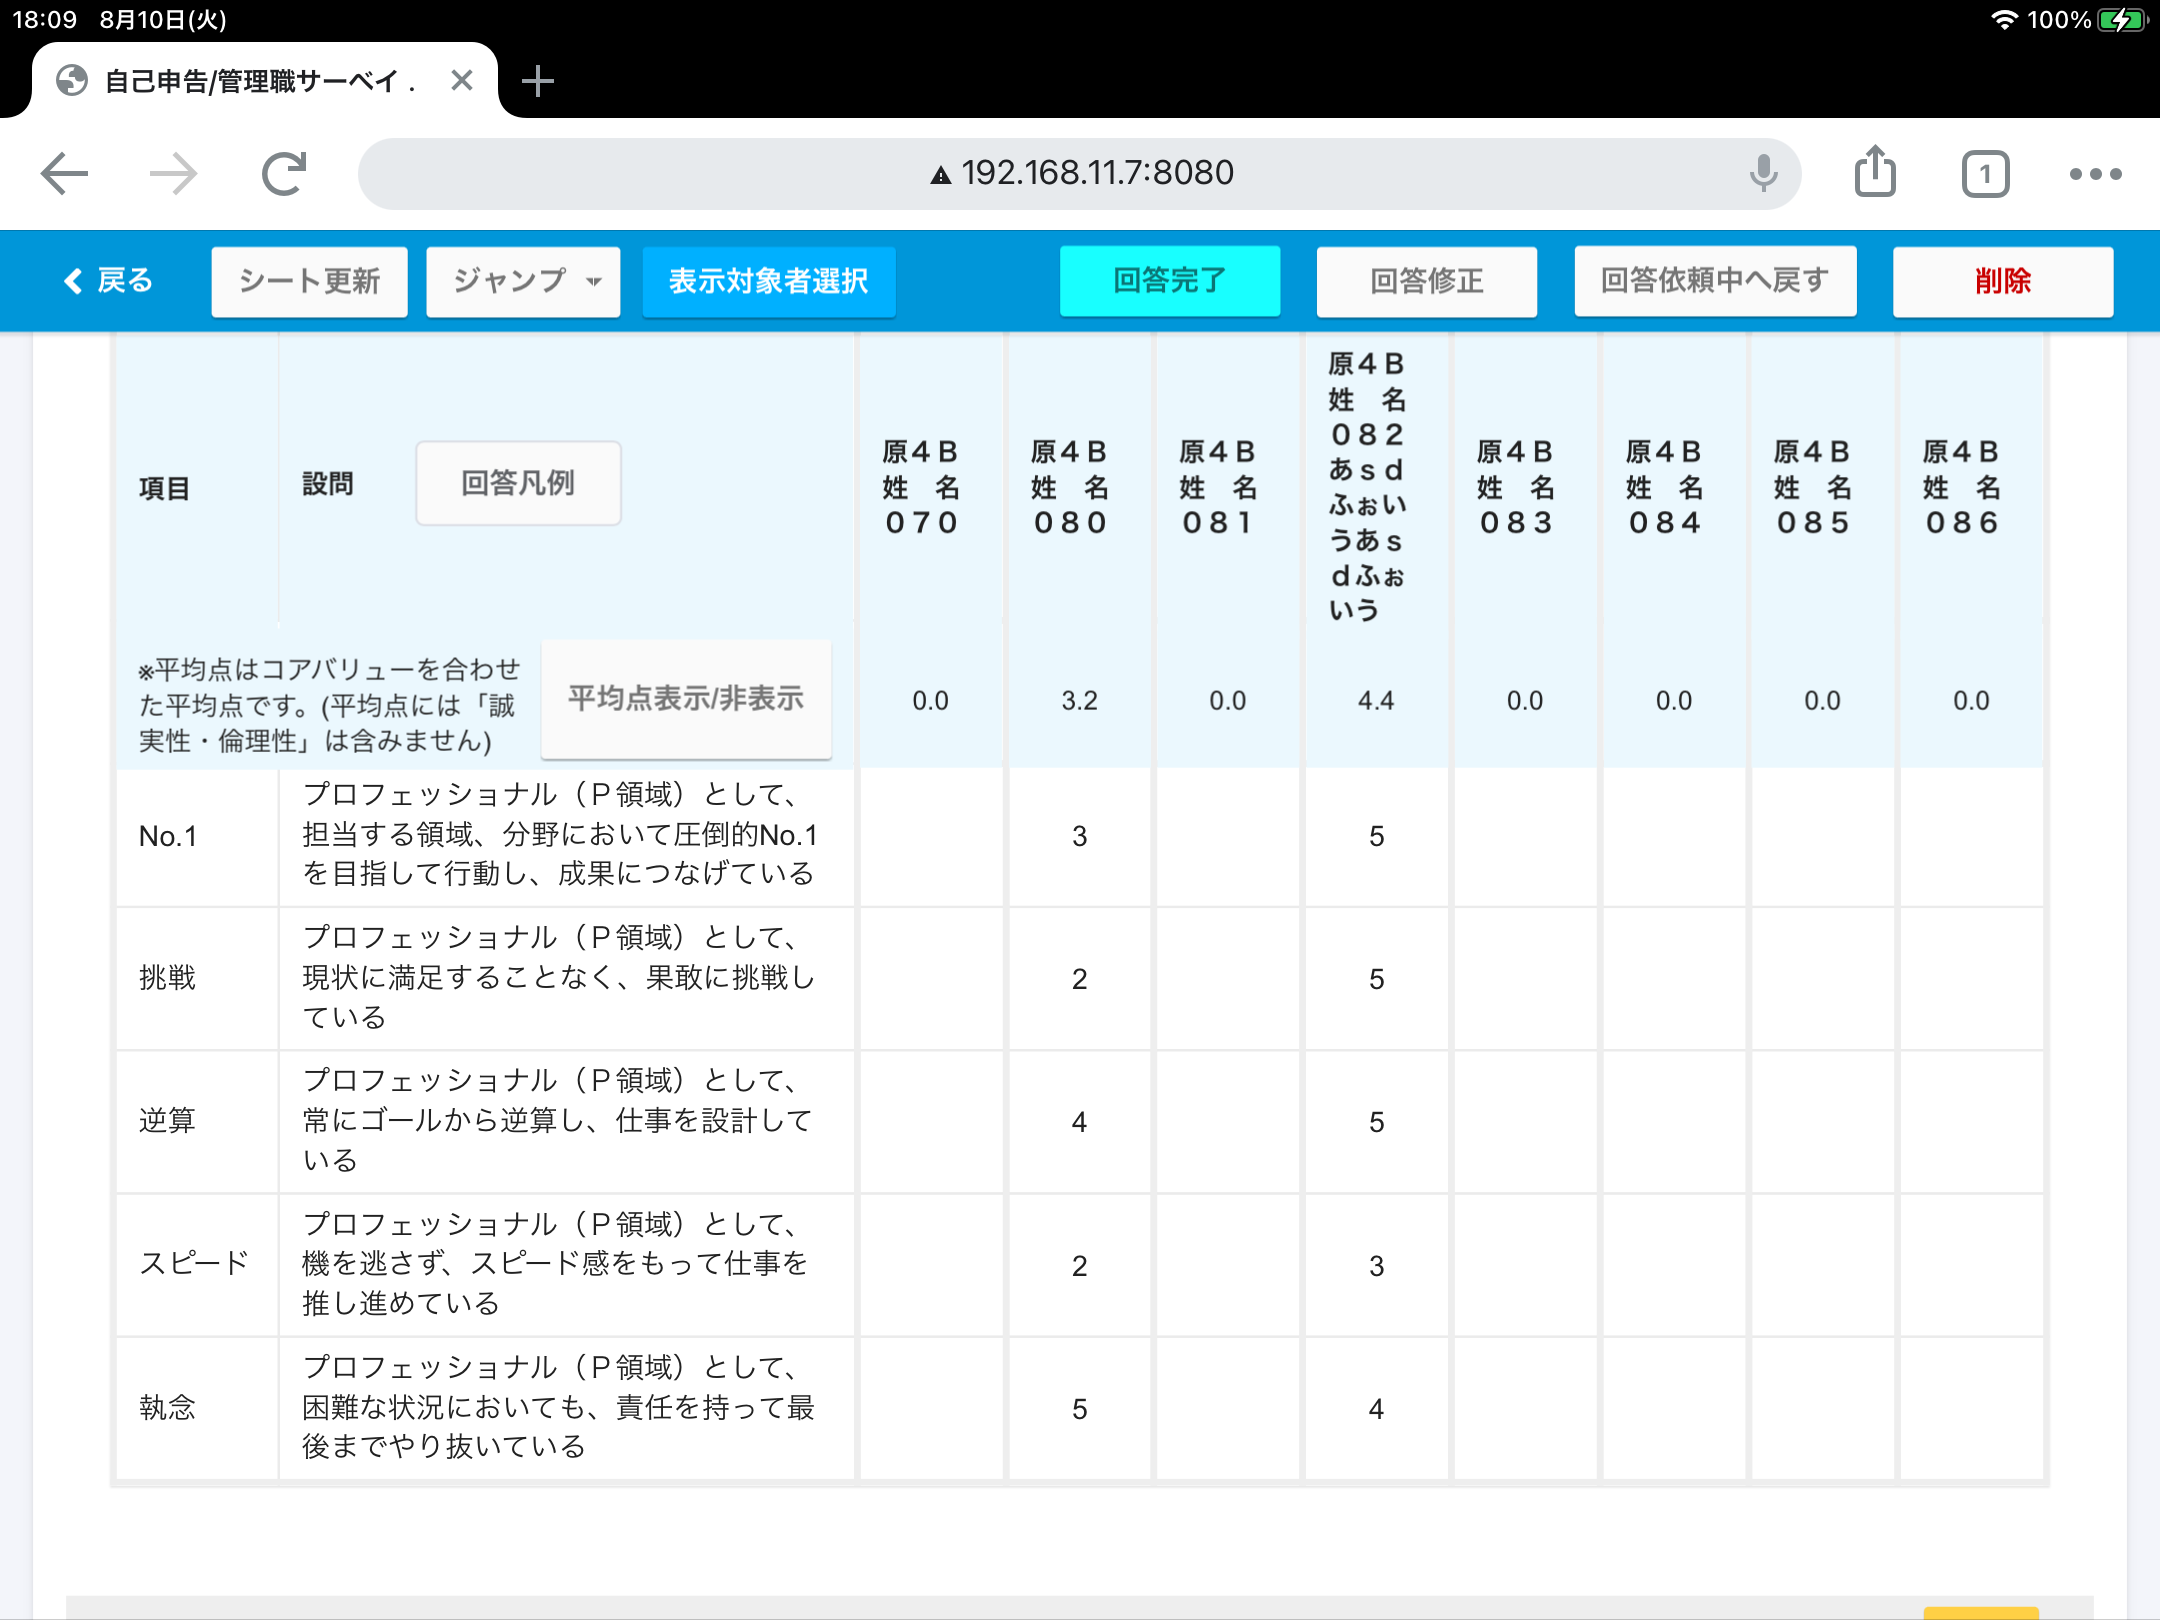 18:09 8月10日(火)
100%
自己申告/管理職サーベイ .
192.168.11.7:8080
1
戻る
シート更新
ジャンプ
表示対象者選択
回答完了
回答修正
回答依頼中へ戻す
削除
項目
設問
回答凡例
原４Ｂ
姓　名
０７０
原４Ｂ
姓　名
０８０
原４Ｂ
姓　名
０８１
原４Ｂ
姓　名
０８２
あｓｄ
ふぉい
うあｓ
ｄふぉ
いう
原４Ｂ
姓　名
０８３
原４Ｂ
姓　名
０８４
原４Ｂ
姓　名
０８５
原４Ｂ
姓　名
０８６
※平均点はコアバリューを合わせ
た平均点です。(平均点には「誠
実性・倫理性」は含みません)
平均点表示/非表示
0.0
3.2
0.0
4.4
0.0
0.0
0.0
0.0
No.1
プロフェッショナル（Ｐ領域）として、
担当する領域、分野において圧倒的No.1
を目指して行動し、成果につなげている
3
5
挑戦
プロフェッショナル（Ｐ領域）として、
現状に満足することなく、果敢に挑戦し
ている
2
5
逆算
プロフェッショナル（Ｐ領域）として、
常にゴールから逆算し、仕事を設計して
いる
4
5
スピード
プロフェッショナル（Ｐ領域）として、
機を逃さず、スピード感をもって仕事を
推し進めている
2
3
執念
プロフェッショナル（Ｐ領域）として、
困難な状況においても、責任を持って最
後までやり抜いている
5
4